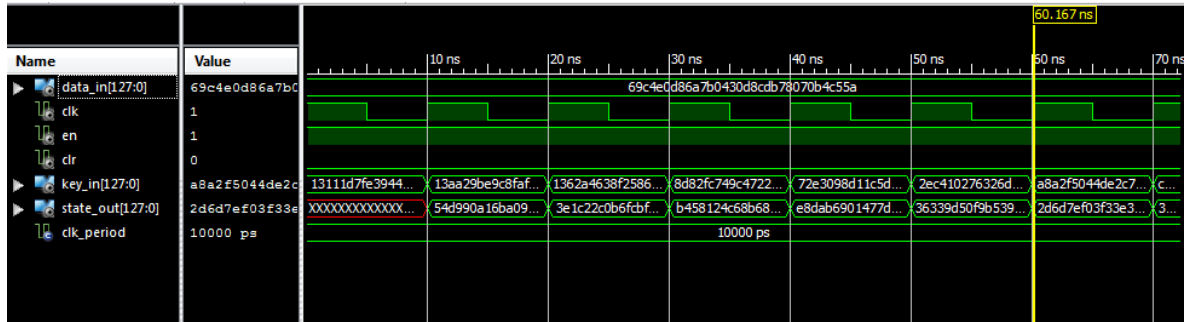 60.167 ns
Name Value 10 ns 20 ns 30 ns 40 ns 50 ns 60 ns 70 ns
data_in[127:0] 69c4e0d86a7b0 69c4e0d86a7b0430d8cdb78070b4c55a
clk 1
en 1
clr 0
key_in[127:0] a8a2f5044de2c 13111d7fe3944... 13aa29be9c8faf... 1362a4638f2586... 8d82fc749c4722... 72e3098d11c5d... 2ec410276326d... a8a2f5044de2c7... c...
state_out[127:0] 2d6d7ef03f33e XXXXXXXXXXXXX... 54d990a16ba09... 3e1c22c0b6fcbf... b458124c68b68... e8dab6901477d... 36339d50f9b539... 2d6d7ef03f33e3... 3...
clk_period 10000 ps 10000 ps